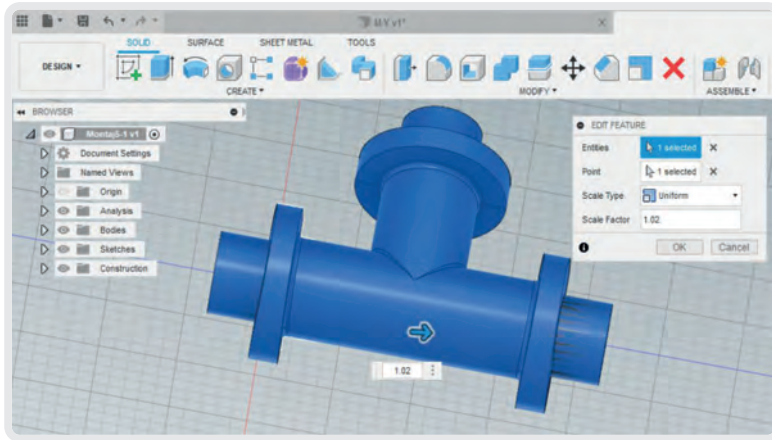 SOLID SURFACE SHEET METAL TOOLS
DESIGN
CREATE MODIFY ASSEMBLE
BROWSER
Montaj5-1 v1
Document Settings
Named Views
Origin
Analysis
Bodies
Sketches
Construction
EDIT FEATURE
Entities 1 selected
Point 1 selected
Scale Type Uniform
Scale Factor 1.02
OK Cancel
1.02